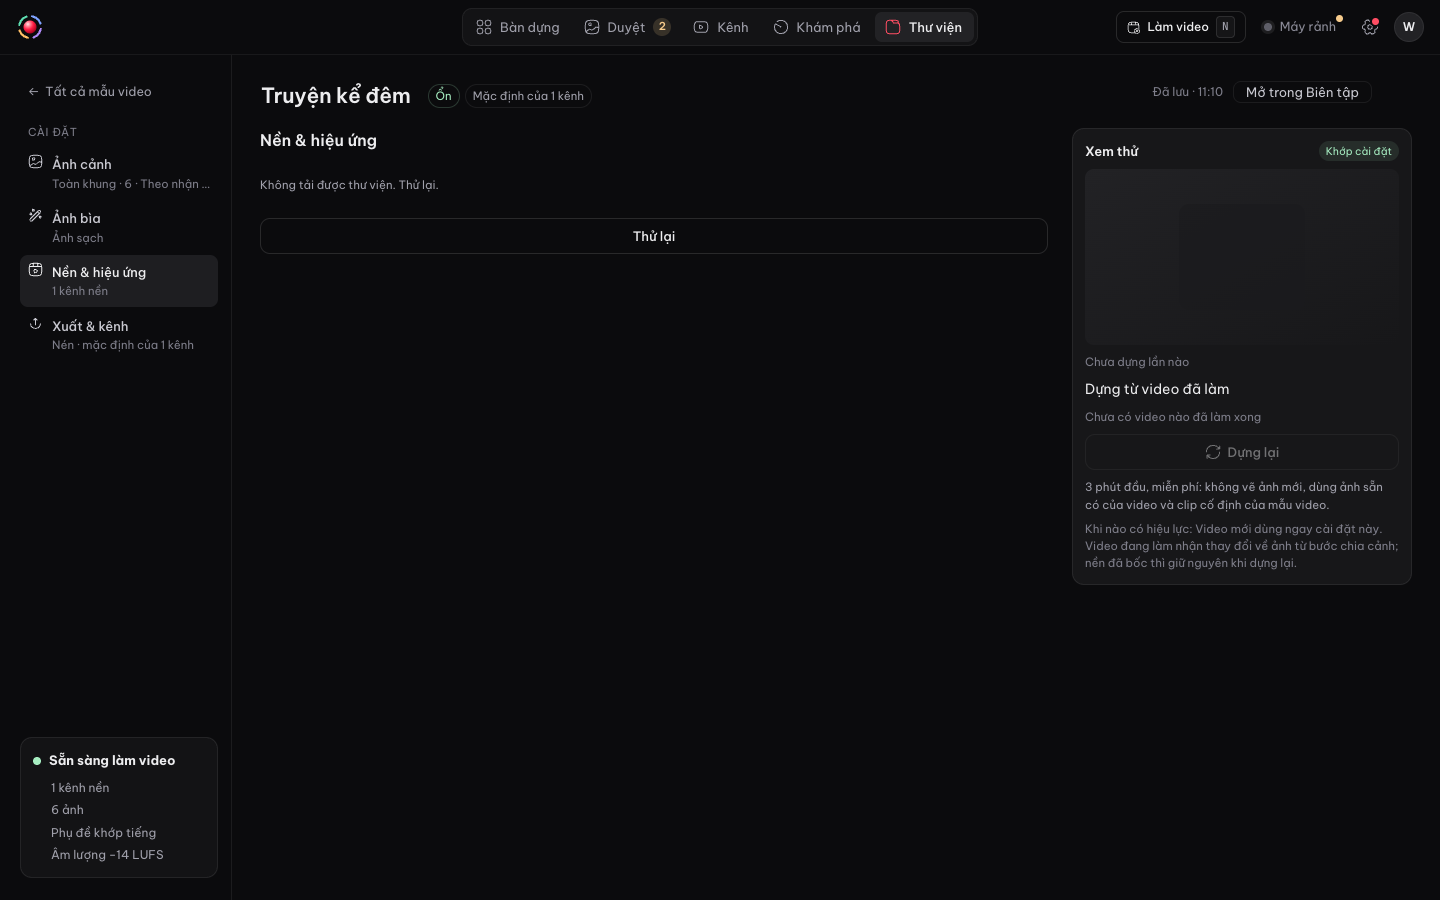 Bàn dựng
Duyệt 2
Kênh
Khám phá
Thư viện
Làm video N
Máy rảnh
W
← Tất cả mẫu video
CÀI ĐẶT
Ảnh cảnh
Toàn khung · 6 · Theo nhận ...
Ảnh bìa
Ảnh sạch
Nền & hiệu ứng
1 kênh nền
Xuất & kênh
Nén · mặc định của 1 kênh
Sẵn sàng làm video
1 kênh nền
6 ảnh
Phụ đề khớp tiếng
Âm lượng −14 LUFS
Truyện kể đêm
Ổn
Mặc định của 1 kênh
Đã lưu · 11:10
Mở trong Biên tập
Nền & hiệu ứng
Không tải được thư viện. Thử lại.
Thử lại
Xem thử
Khớp cài đặt
Chưa dựng lần nào
Dựng từ video đã làm
Chưa có video nào đã làm xong
Dựng lại
3 phút đầu, miễn phí: không vẽ ảnh mới, dùng ảnh sẵn
có của video và clip cố định của mẫu video.
Khi nào có hiệu lực: Video mới dùng ngay cài đặt này.
Video đang làm nhận thay đổi về ảnh từ bước chia cảnh;
nền đã bốc thì giữ nguyên khi dựng lại.